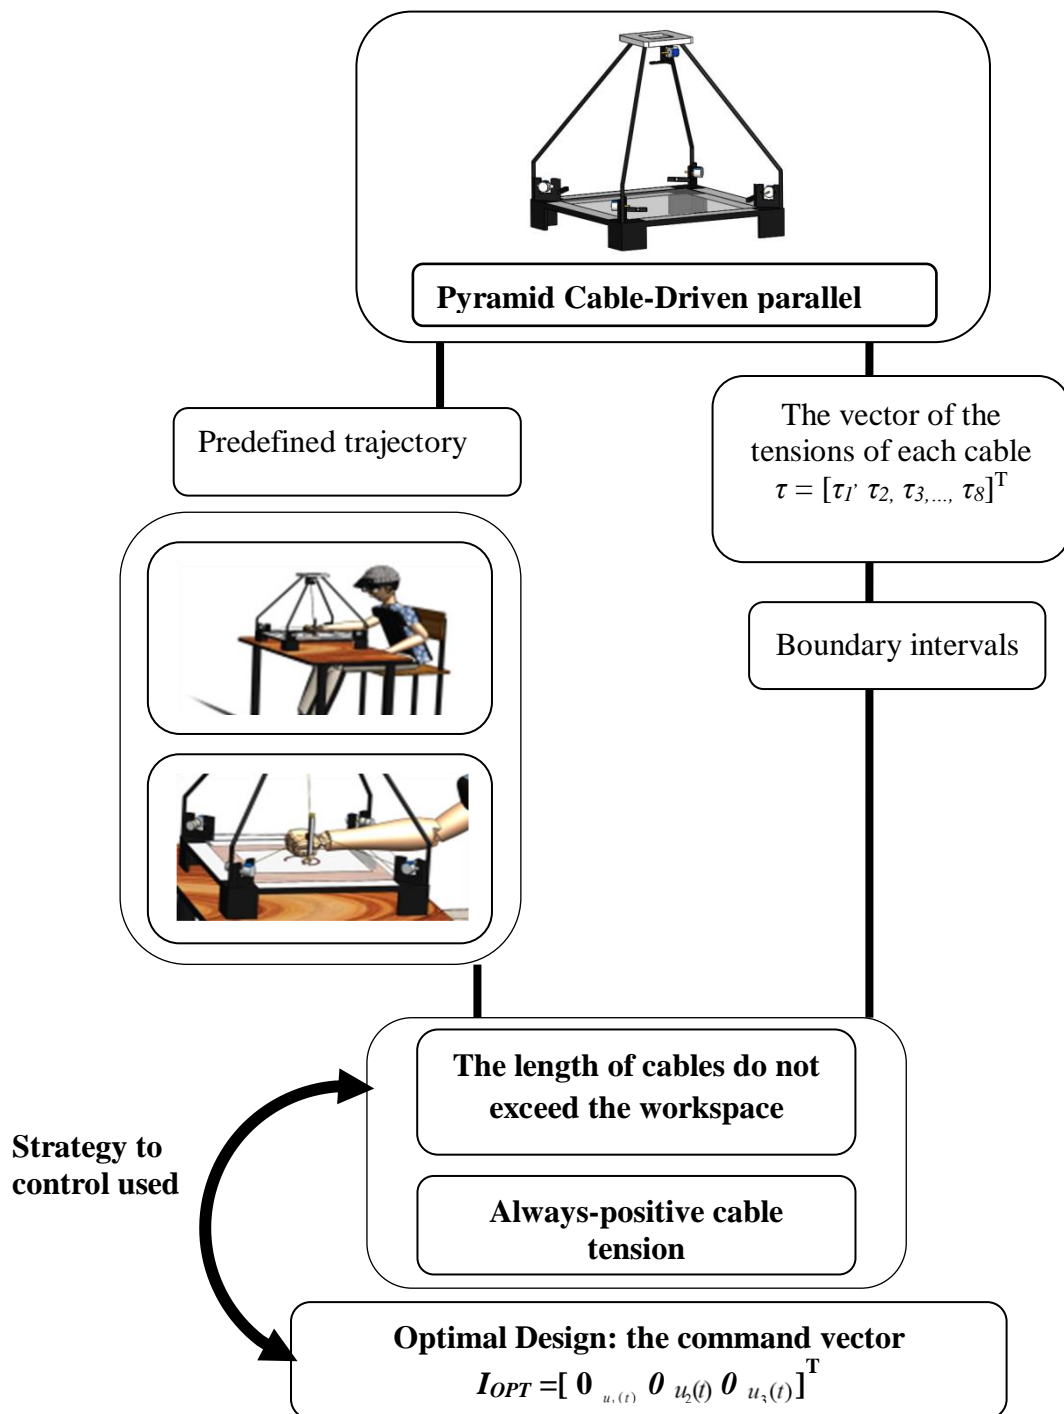 Pyramid Cable-Driven parallel
Predefined trajectory
The vector of the
tensions of each cable
τ = [τ1, τ2, τ3,..., τ8]ᵀ
Boundary intervals
The length of cables do not
exceed the workspace
Strategy to
control used
Always-positive cable
tension
Optimal Design: the command vector
I_OPT =[ 0 u₁(t) 0 u₂(t) 0 u₃(t) ]ᵀ